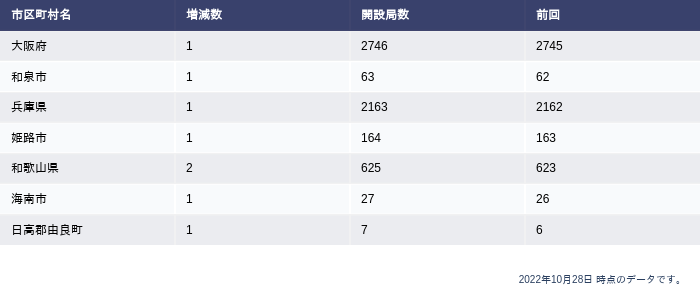 市区町村名 増減数 開設局数 前回
大阪府 1 2746 2745
和泉市 1 63 62
兵庫県 1 2163 2162
姫路市 1 164 163
和歌山県 2 625 623
海南市 1 27 26
日高郡由良町 1 7 6
2022年10月28日 時点のデータです。